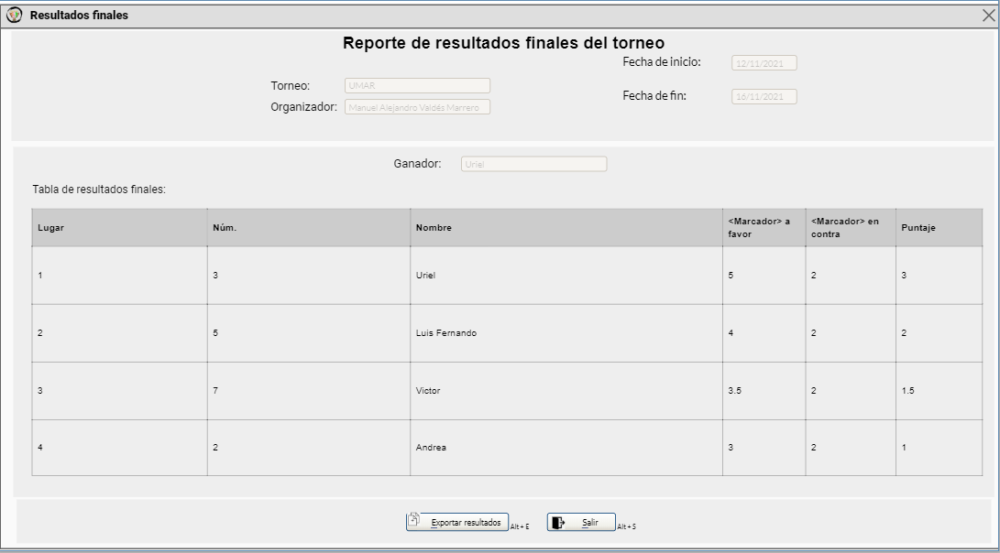 Resultados finales
Reporte de resultados finales del torneo
Fecha de inicio: 12/11/2021
Torneo: UMAR
Fecha de fin: 16/11/2021
Organizador: Manuel Alejandro Valdés Marrero
Ganador: Uriel
Tabla de resultados finales:
Lugar Núm. Nombre <Marcador> a favor <Marcador> en contra Puntaje
1 3 Uriel 5 2 3
2 5 Luis Fernando 4 2 2
3 7 Victor 3.5 2 1.5
4 2 Andrea 3 2 1
Exportar resultados Alt + E Salir Alt + S